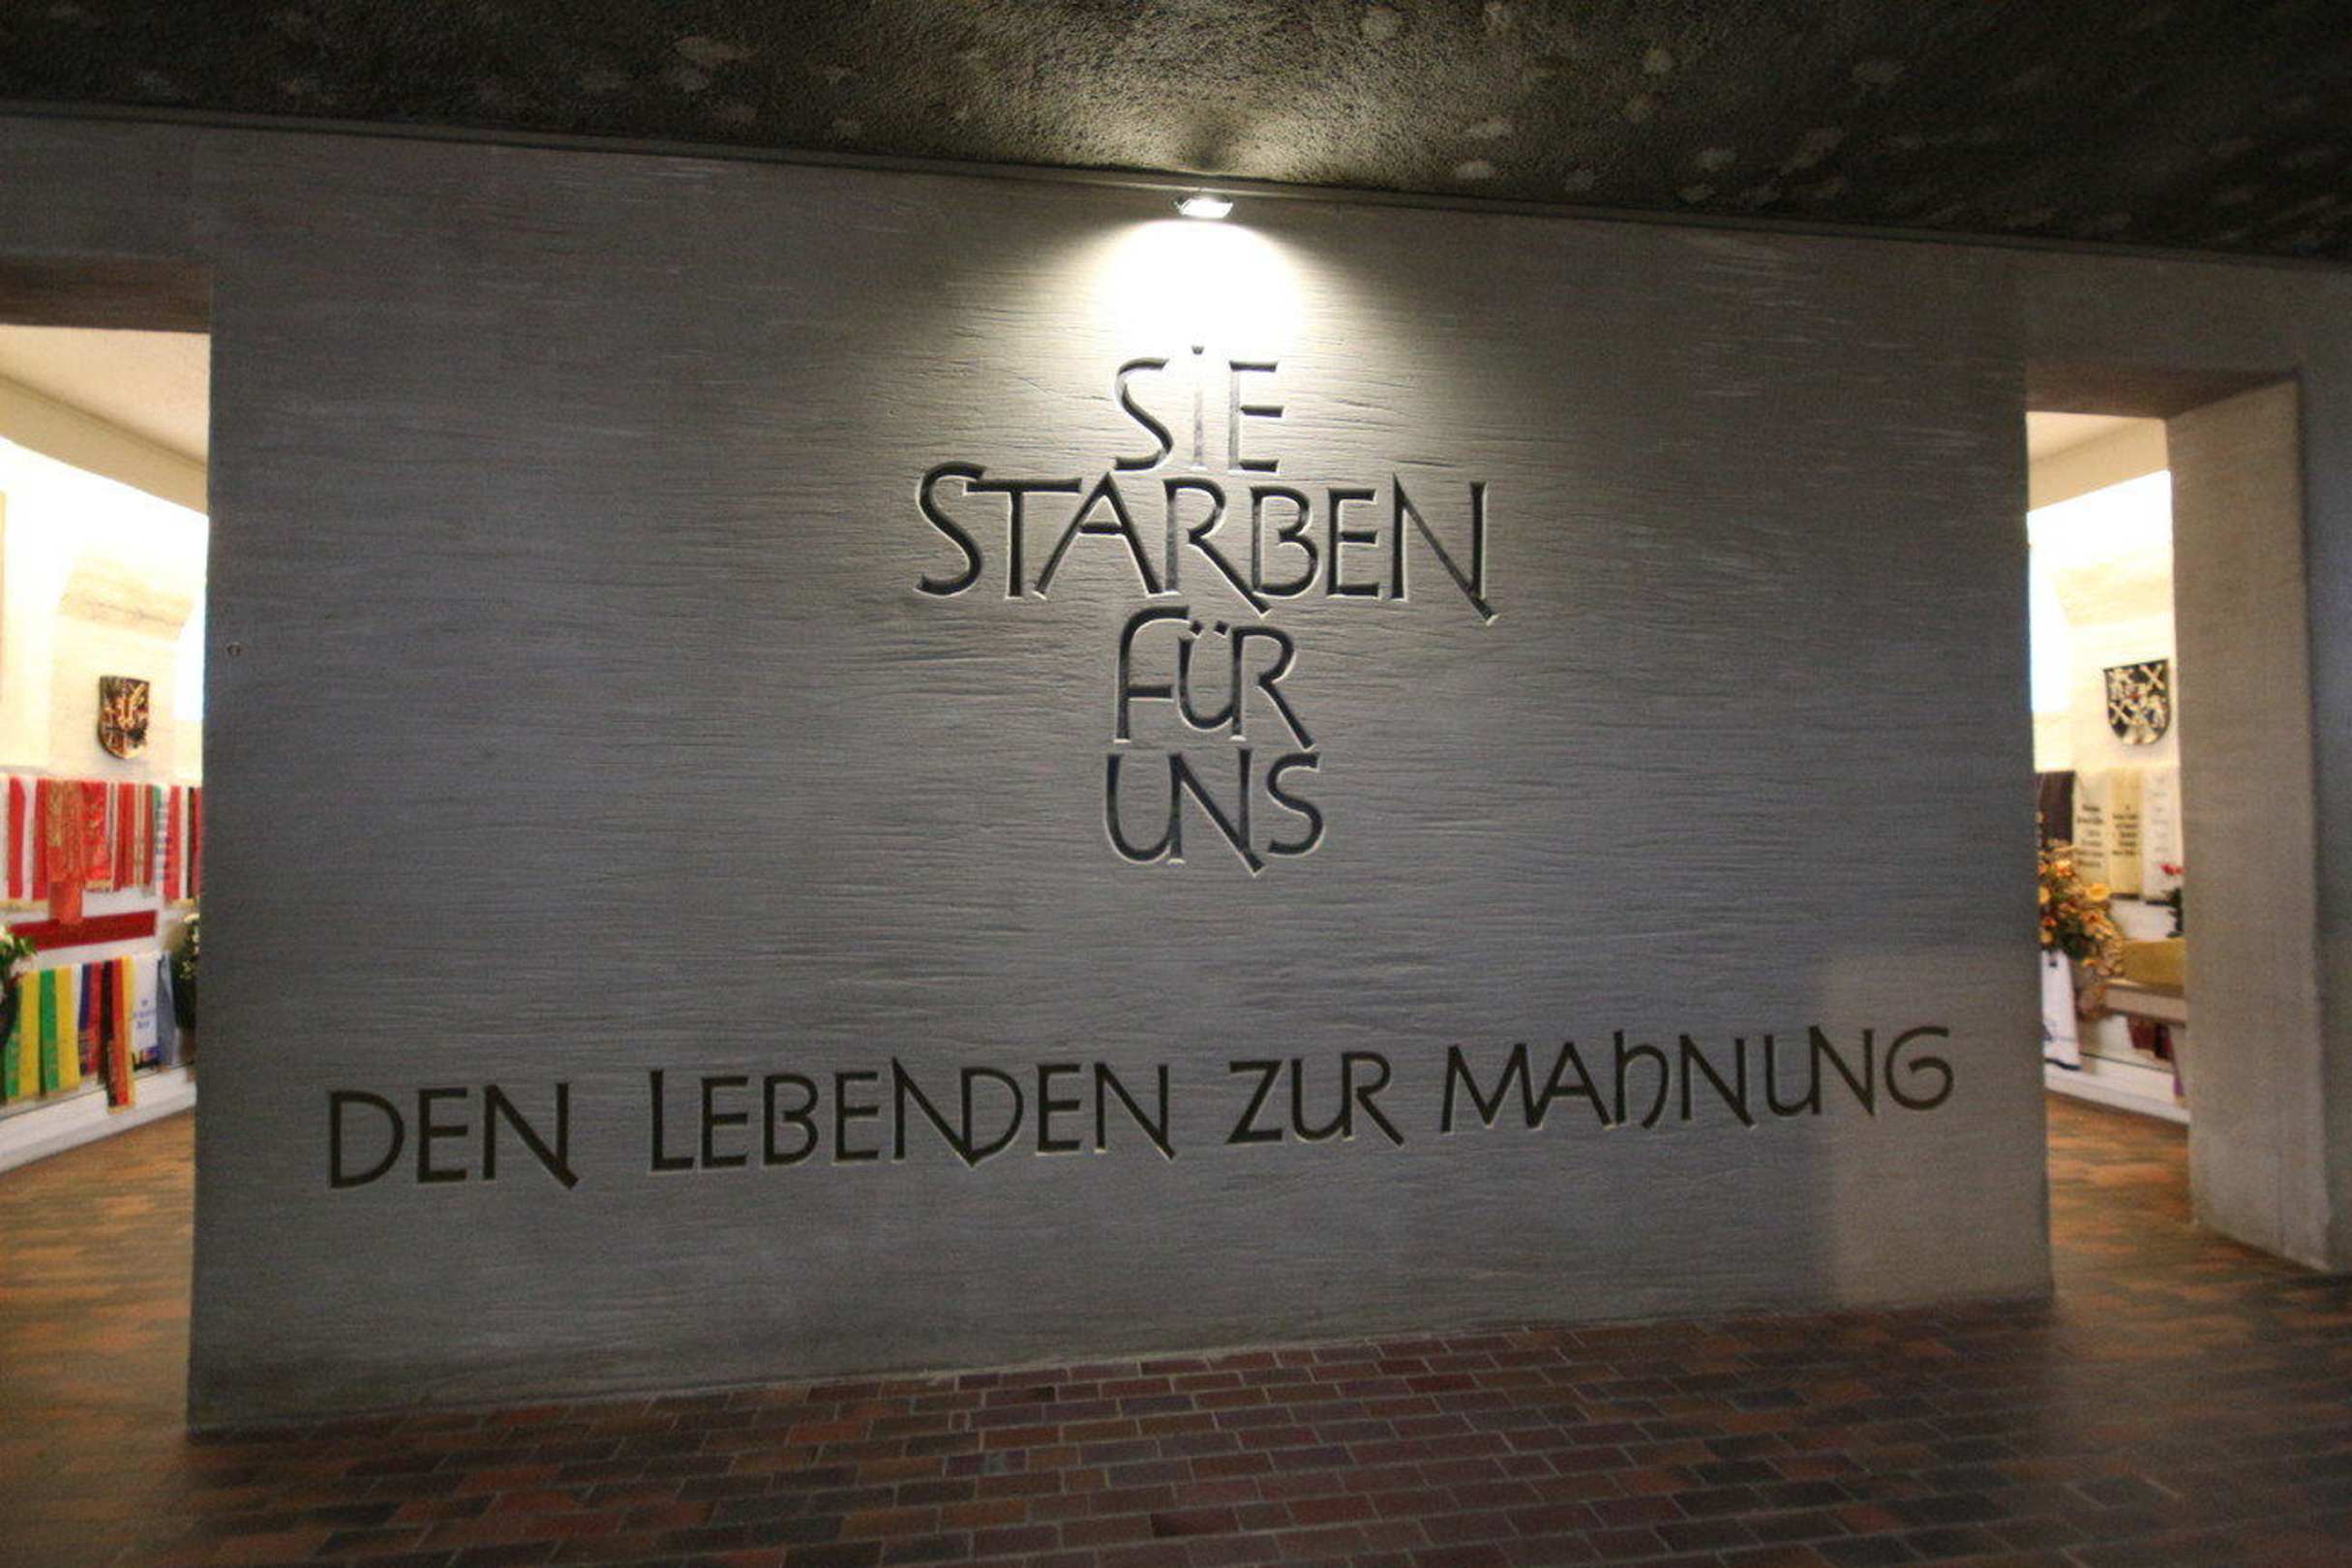 SiE
STARBEN
FÜR
UNS
DEN LEBENDEN ZUR MAHNUNG